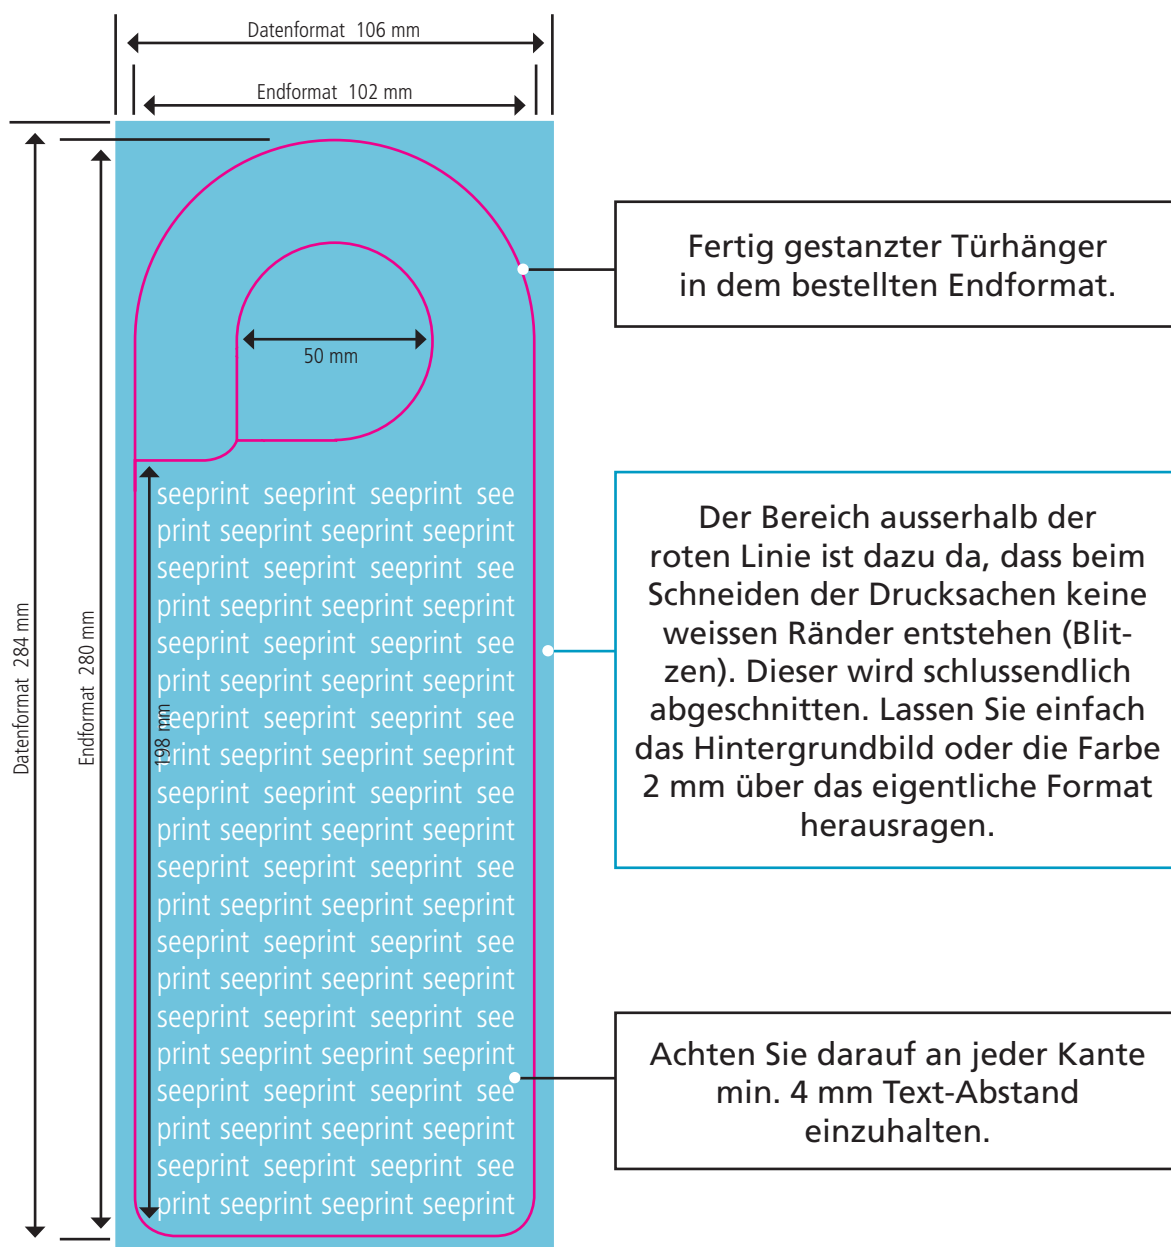 Datenformat 106 mm
Endformat 102 mm
Fertig gestanzter Türhänger
in dem bestellten Endformat.
50 mm
Datenformat 284 mm
Endformat 280 mm
198 mm
seeprint seeprint seeprint see
print seeprint seeprint seeprint
seeprint seeprint seeprint see
print seeprint seeprint seeprint
seeprint seeprint seeprint see
print seeprint seeprint seeprint
seeprint seeprint seeprint see
print seeprint seeprint seeprint
seeprint seeprint seeprint see
print seeprint seeprint seeprint
seeprint seeprint seeprint see
print seeprint seeprint seeprint
seeprint seeprint seeprint see
print seeprint seeprint seeprint
seeprint seeprint seeprint see
print seeprint seeprint seeprint
seeprint seeprint seeprint see
print seeprint seeprint seeprint
seeprint seeprint seeprint see
print seeprint seeprint seeprint
Der Bereich ausserhalb der
roten Linie ist dazu da, dass beim
Schneiden der Drucksachen keine
weissen Ränder entstehen (Blit-
zen). Dieser wird schlussendlich
abgeschnitten. Lassen Sie einfach
das Hintergrundbild oder die Farbe
2 mm über das eigentliche Format
herausragen.
Achten Sie darauf an jeder Kante
min. 4 mm Text-Abstand
einzuhalten.